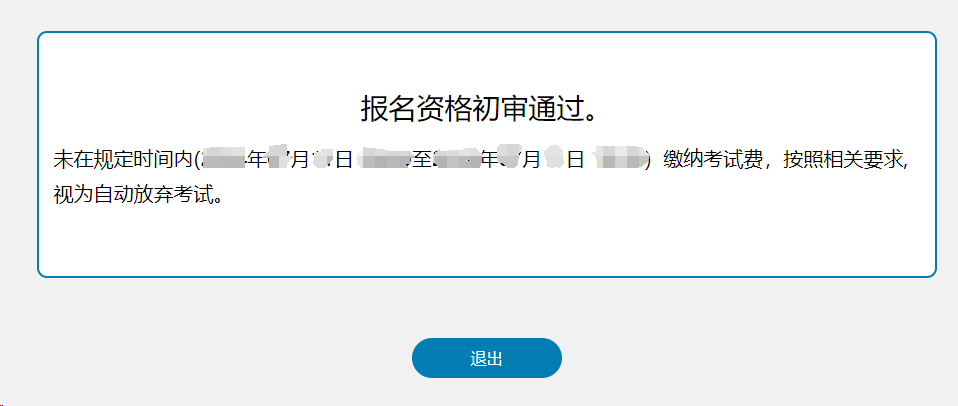 报名资格初审通过。
未在规定时间内(年月日至年月日) 缴纳考试费，按照相关要求,
视为自动放弃考试。
退出